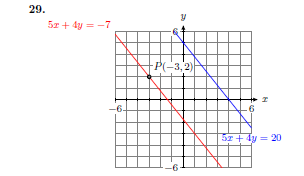 29.
5x + 4y = −7
y
6
P(−3, 2)
x
−6
6
5x + 4y = 20
−6